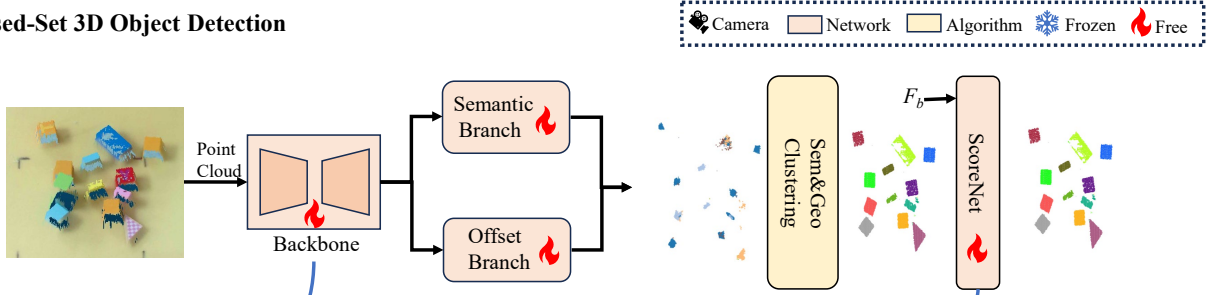 sed-Set 3D Object Detection
Camera
Network
Algorithm
Frozen
Free
Point
Cloud
Backbone
Semantic
Branch
Offset
Branch
Sem&Geo
Clustering
F_b
ScoreNet